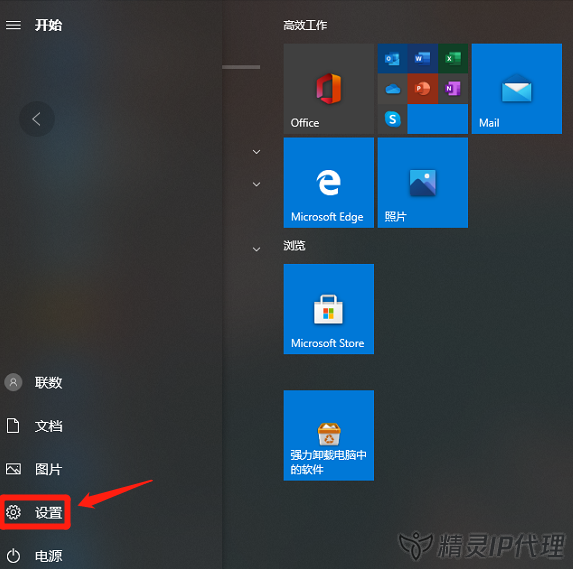 开始
高效工作
Office
Mail
Microsoft Edge
照片
浏览
Microsoft Store
强力卸载电脑中
的软件
联数
文档
图片
设置
电源
精灵IP代理